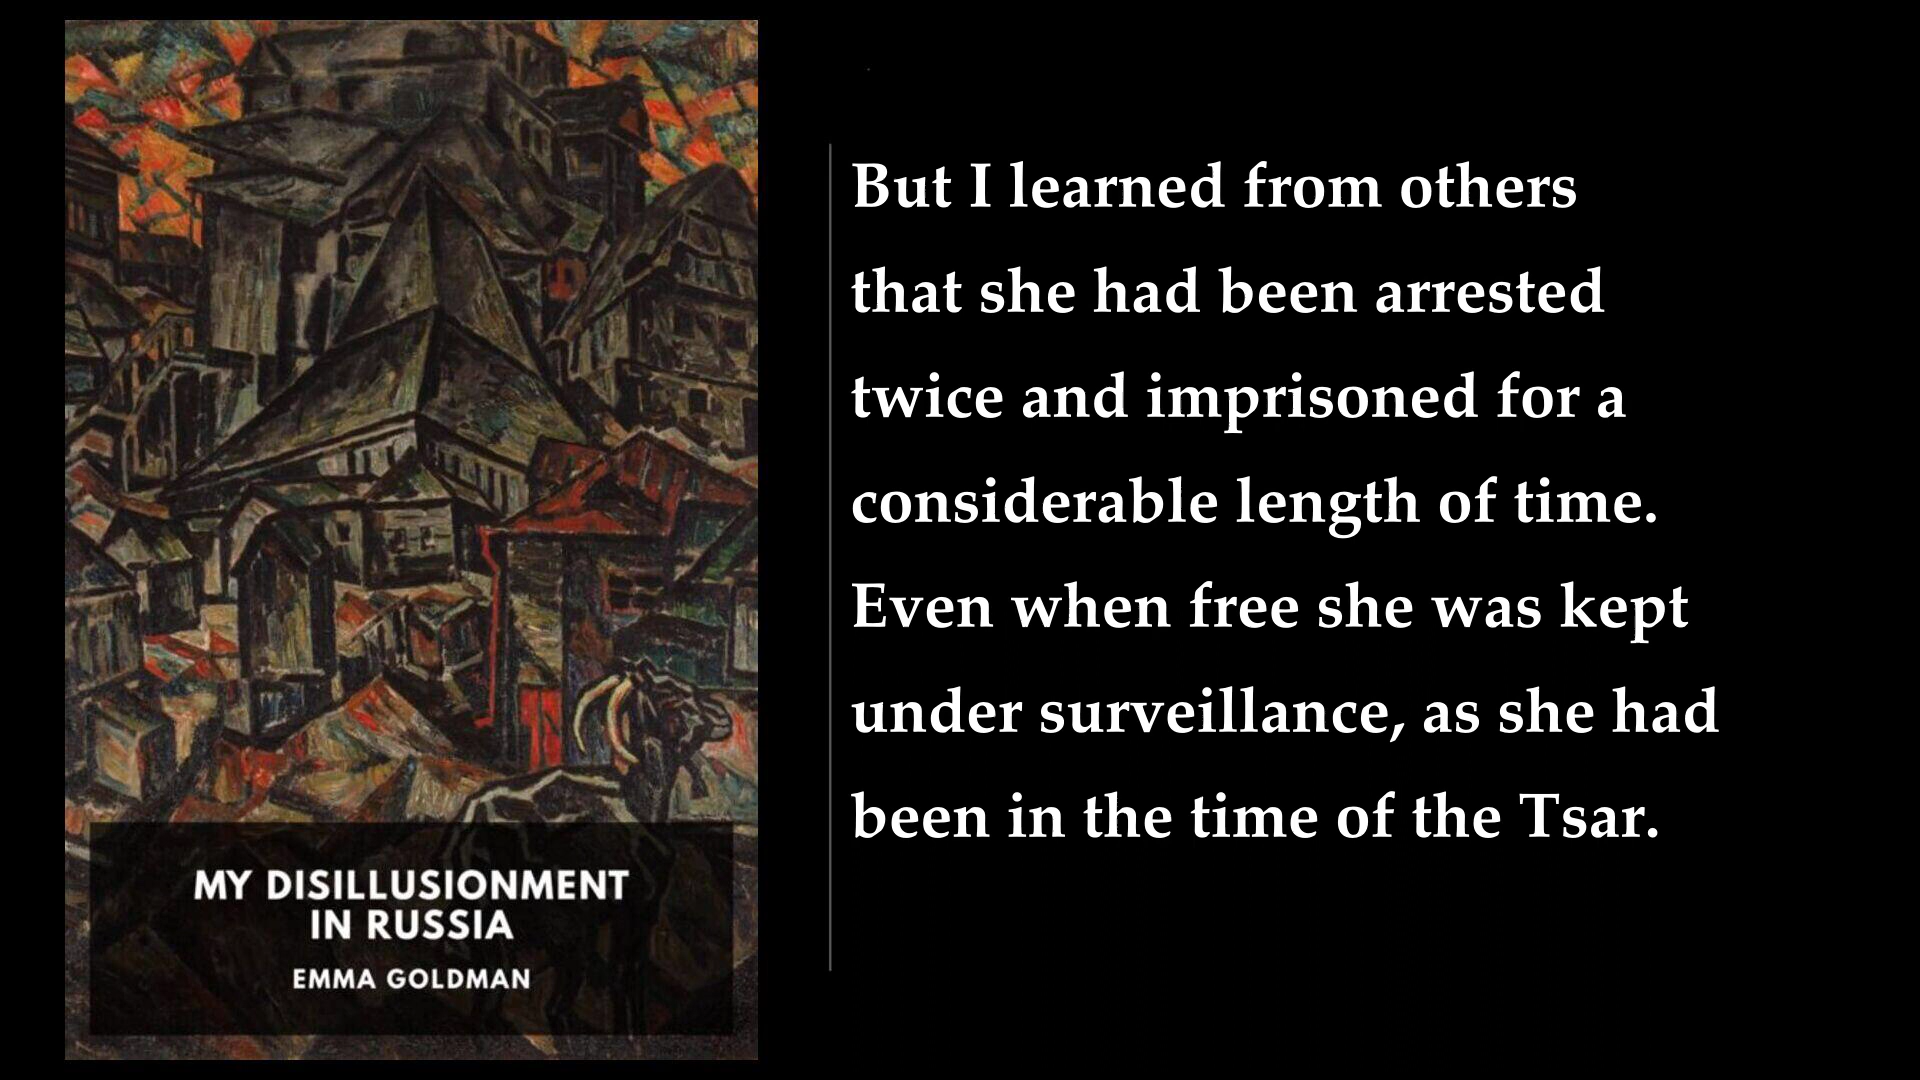 MY DISILLUSIONMENT
IN RUSSIA
EMMA GOLDMAN
But I learned from others
that she had been arrested
twice and imprisoned for a
considerable length of time.
Even when free she was kept
under surveillance, as she had
been in the time of the Tsar.